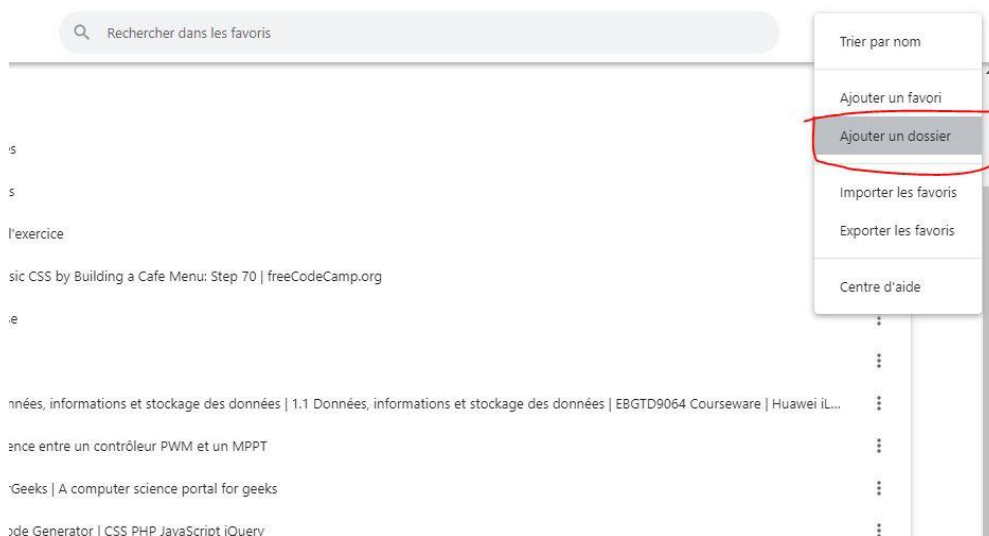 Rechercher dans les favoris
Trier par nom
Ajouter un favori
Ajouter un dossier
Importer les favoris
Exporter les favoris
Centre d'aide
s
s
l'exercice
sic CSS by Building a Cafe Menu: Step 70 | freeCodeCamp.org
se
nnées, informations et stockage des données | 1.1 Données, informations et stockage des données | EBGTD9064 Courseware | Huawei iL...
ence entre un contrôleur PWM et un MPPT
rGeeks | A computer science portal for geeks
ode Generator | CSS PHP JavaScript jQuery